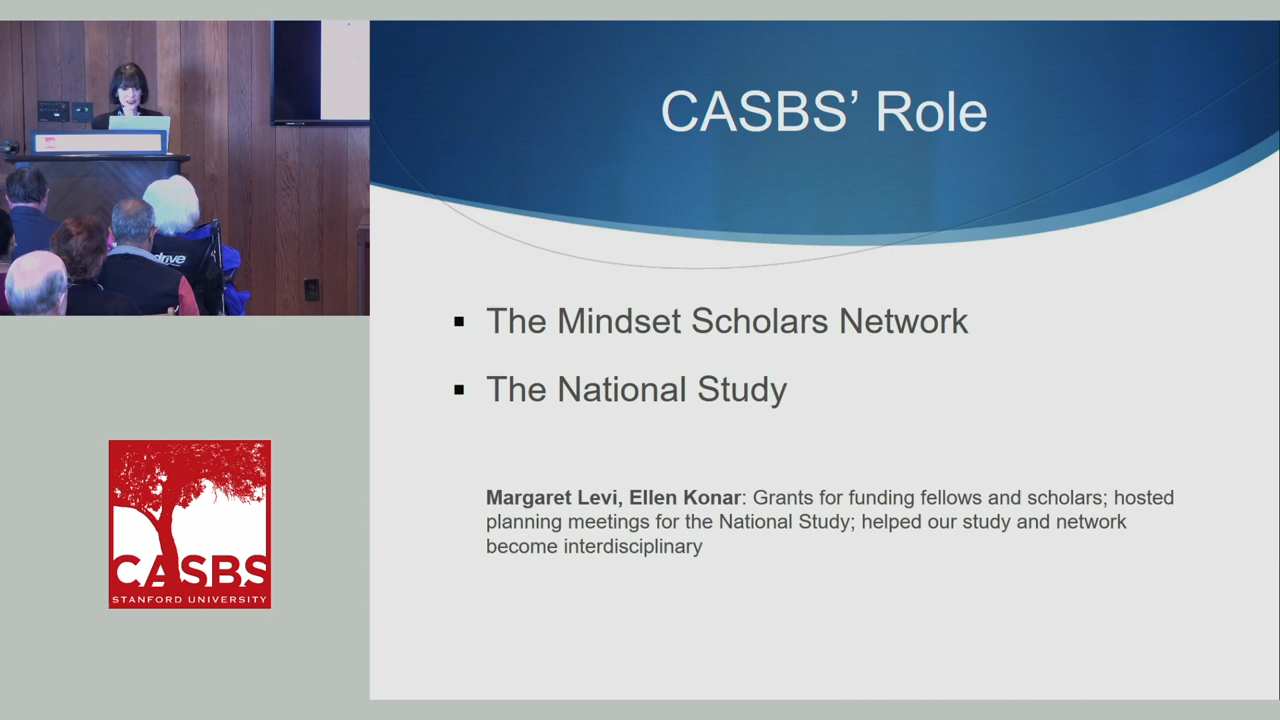 CASBS’ Role
▪ The Mindset Scholars Network
▪ The National Study
Margaret Levi, Ellen Konar: Grants for funding fellows and scholars; hosted
planning meetings for the National Study; helped our study and network
become interdisciplinary
drive
CASBS
STANFORD UNIVERSITY